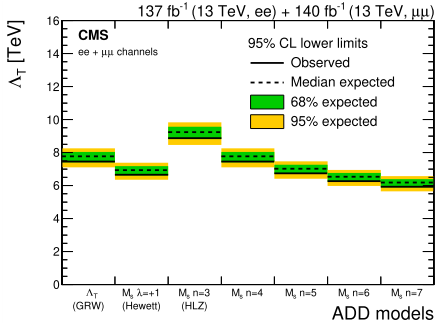 137 fb⁻¹ (13 TeV, ee) + 140 fb⁻¹ (13 TeV, μμ)
Λ_T [TeV]
16
14
12
10
8
6
4
2
0
CMS
ee + μμ channels
95% CL lower limits
Observed
Median expected
68% expected
95% expected
Λ_T M_S λ=+1 M_S n=3 M_S n=4 M_S n=5 M_S n=6 M_S n=7
(GRW) (Hewett) (HLZ)
ADD models